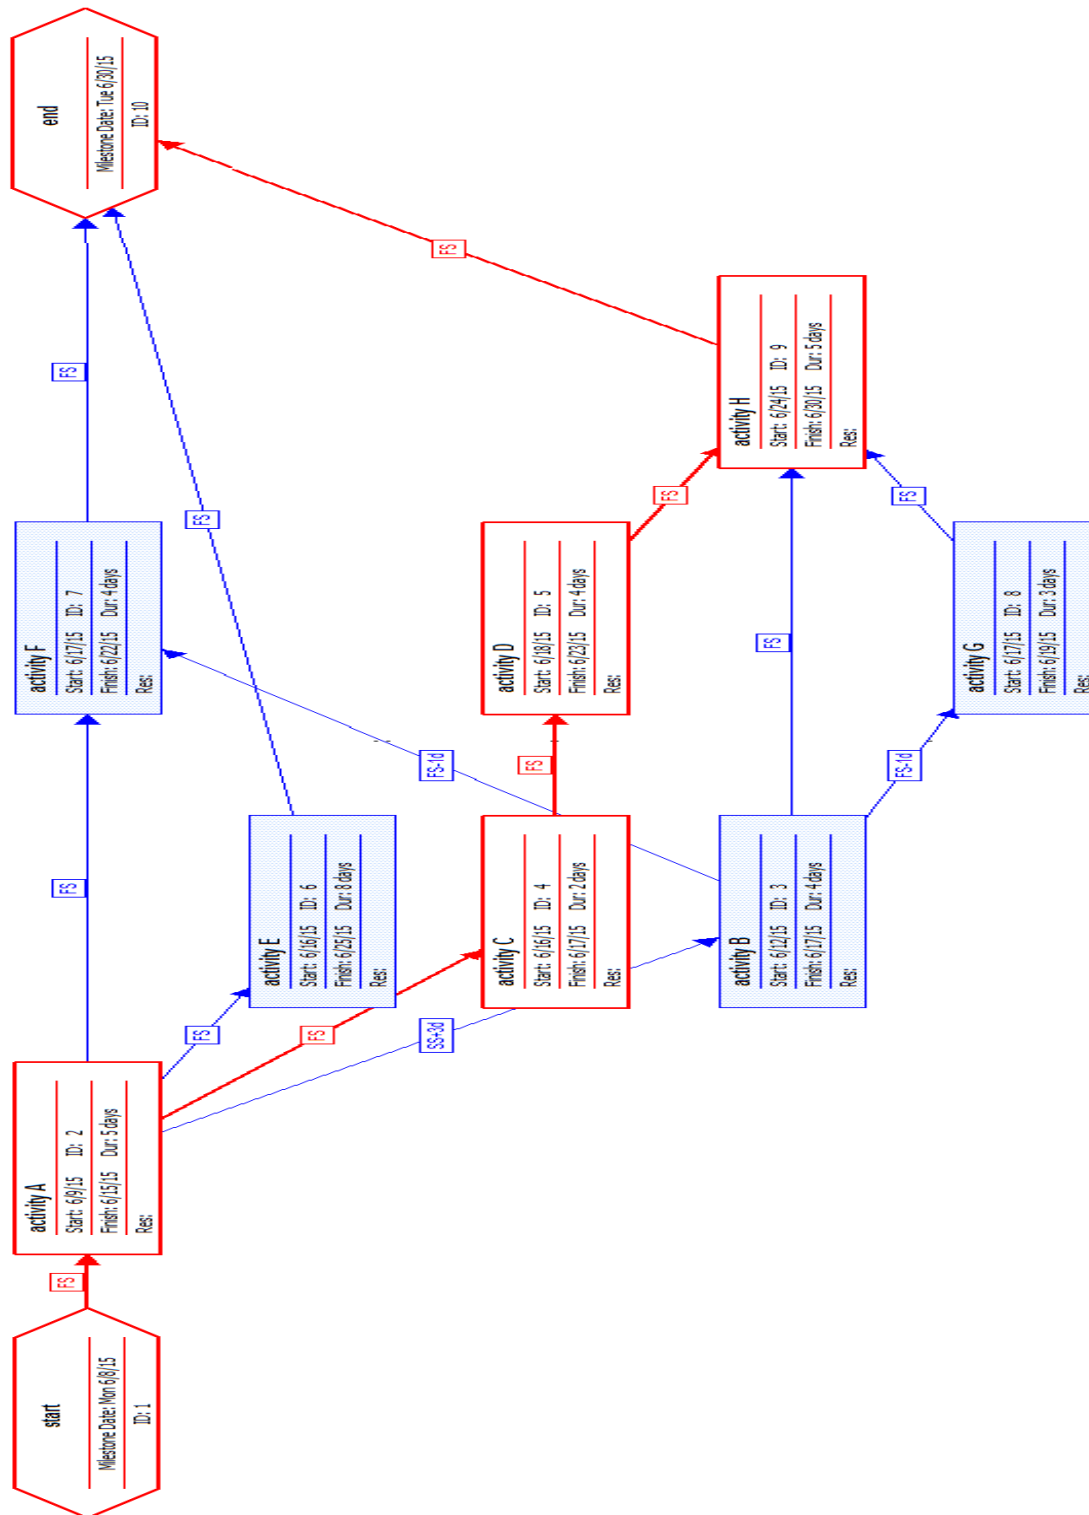 start
Milestone Date: Mon 6/8/15
ID: 1
FS
activity A
Start: 6/9/15 ID: 2
Finish: 6/15/15 Dur: 5 days
Res:
FS
FS
FS
SS+3d
activity E
Start: 6/16/15 ID: 6
Finish: 6/25/15 Dur: 8 days
Res:
activity C
Start: 6/16/15 ID: 4
Finish: 6/17/15 Dur: 2 days
Res:
activity B
Start: 6/12/15 ID: 3
Finish: 6/17/15 Dur: 4 days
Res:
FS-1d
FS
FS-1d
FS
activity F
Start: 6/17/15 ID: 7
Finish: 6/22/15 Dur: 4 days
Res:
FS
activity D
Start: 6/18/15 ID: 5
Finish: 6/23/15 Dur: 4 days
Res:
activity G
Start: 6/17/15 ID: 8
Finish: 6/19/15 Dur: 3 days
Res:
FS
FS
FS
activity H
Start: 6/24/15 ID: 9
Finish: 6/30/15 Dur: 5 days
Res:
FS
end
Milestone Date: Tue 6/30/15
ID: 10